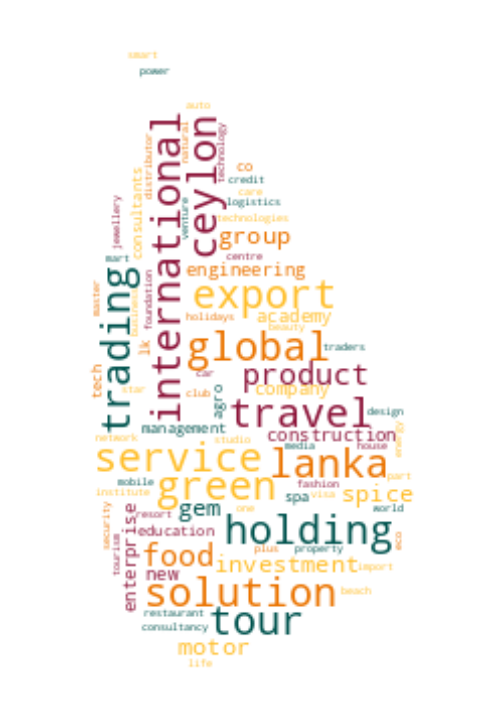 smart
power
auto
international
ceylon
natural
technology
distributor
consultants
co
credit
care
logistics
jewellery
venture
technologies
group
centre
mart
engineering
trading
business
foundation
master
export
holidays
academy
beauty
lk
global
traders
car
product
tech
star
club
agro
company
travel
design
management
construction
network
studio
media
house
energy
service
lanka
mobile
green
fashion
part
institute
spa
visa
spice
gem
one
world
security
enterprise
resort
holding
education
tourism
eco
food
plus
property
new
investment
import
solution
beach
restaurant
tour
consultancy
motor
life